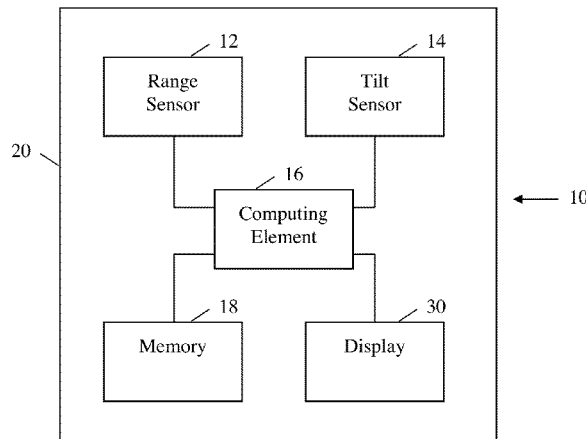 12
14
Range
Sensor
Tilt
Sensor
20
16
10
Computing
Element
18
30
Memory
Display